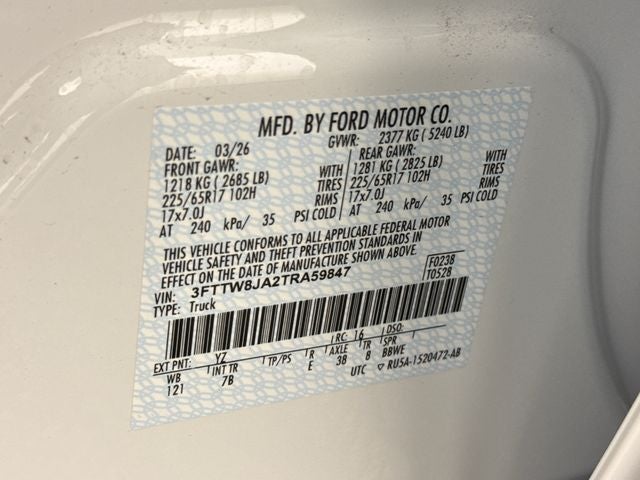 MFD. BY FORD MOTOR CO.
DATE: 03/26 GVWR: 2377 KG ( 5240 LB)
FRONT GAWR: REAR GAWR:
1218 KG ( 2685 LB) WITH 1281 KG ( 2825 LB) WITH
225/65R17 102H TIRES 225/65R17 102H TIRES
17x7.0J RIMS 17x7.0J RIMS
AT 240 kPa/ 35 PSI COLD AT 240 kPa/ 35 PSI COLD
THIS VEHICLE CONFORMS TO ALL APPLICABLE FEDERAL MOTOR
VEHICLE SAFETY AND THEFT PREVENTION STANDARDS IN
EFFECT ON THE DATE OF MANUFACTURE SHOWN ABOVE.
VIN: 3FTTW8JA2TRA59847 F0238
TYPE: Truck T0528
EXT PNT: YZ RC: 16 DSO:
WB INT TR TP/PS R AXLE TR SPR
121 7B E 3B 8 BBWE
UTC RU5A-1520472-AB